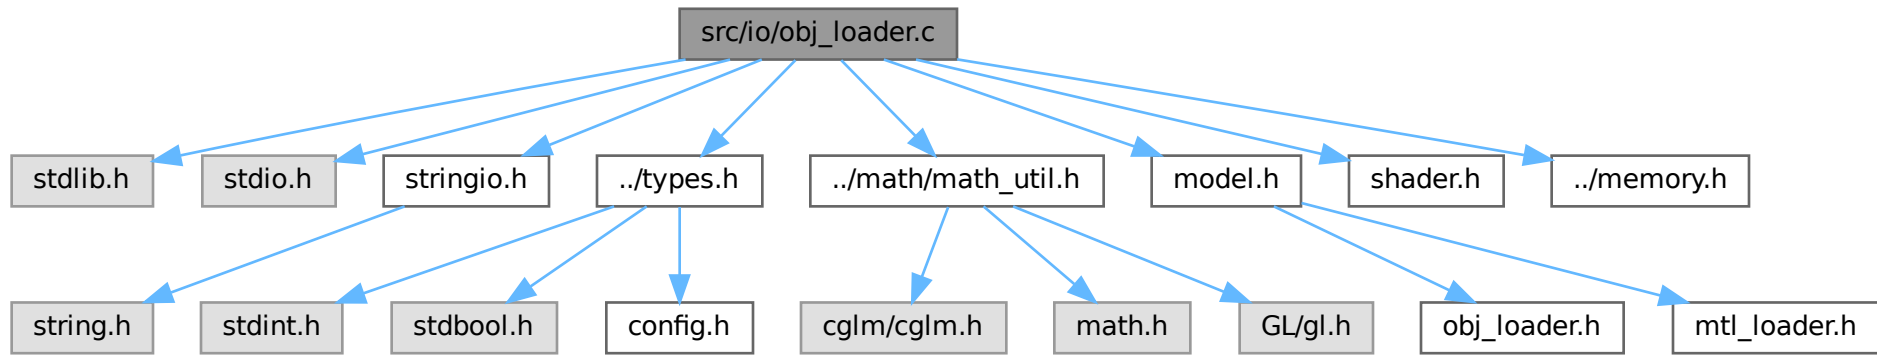 src/io/obj_loader.c
stdlib.h
stdio.h
stringio.h
../types.h
../math/math_util.h
model.h
shader.h
../memory.h
string.h
stdint.h
stdbool.h
config.h
cglm/cglm.h
math.h
GL/gl.h
obj_loader.h
mtl_loader.h